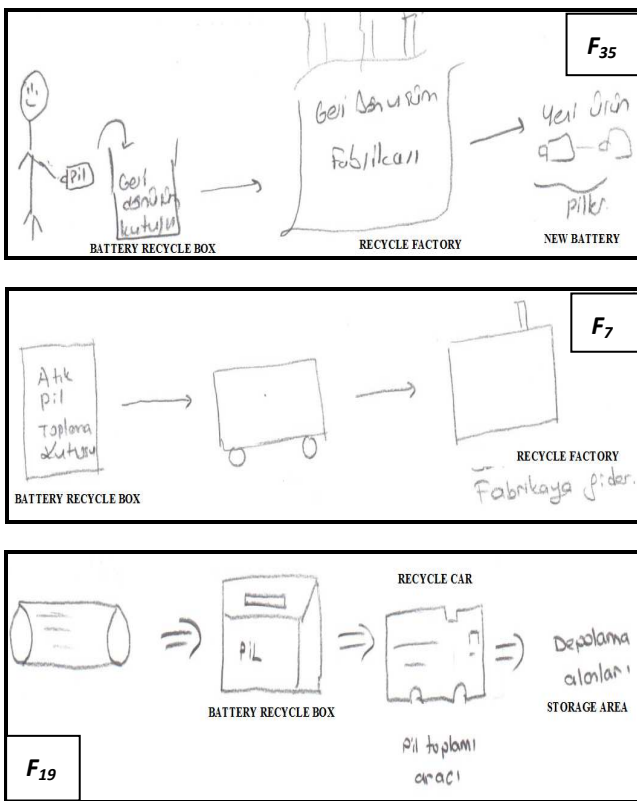 F35
Geri dönüşüm
Fabrikası
Yeni Ürün
pil
Geri
dönüşüm
kutusu
piller
BATTERY RECYCLE BOX
RECYCLE FACTORY
NEW BATTERY
F7
Atık
pil
Toplama
kutusu
BATTERY RECYCLE BOX
RECYCLE FACTORY
Fabrikaya gider.
RECYCLE CAR
PİL
Depolama
alanları
BATTERY RECYCLE BOX
STORAGE AREA
pil toplamı
aracı
F19